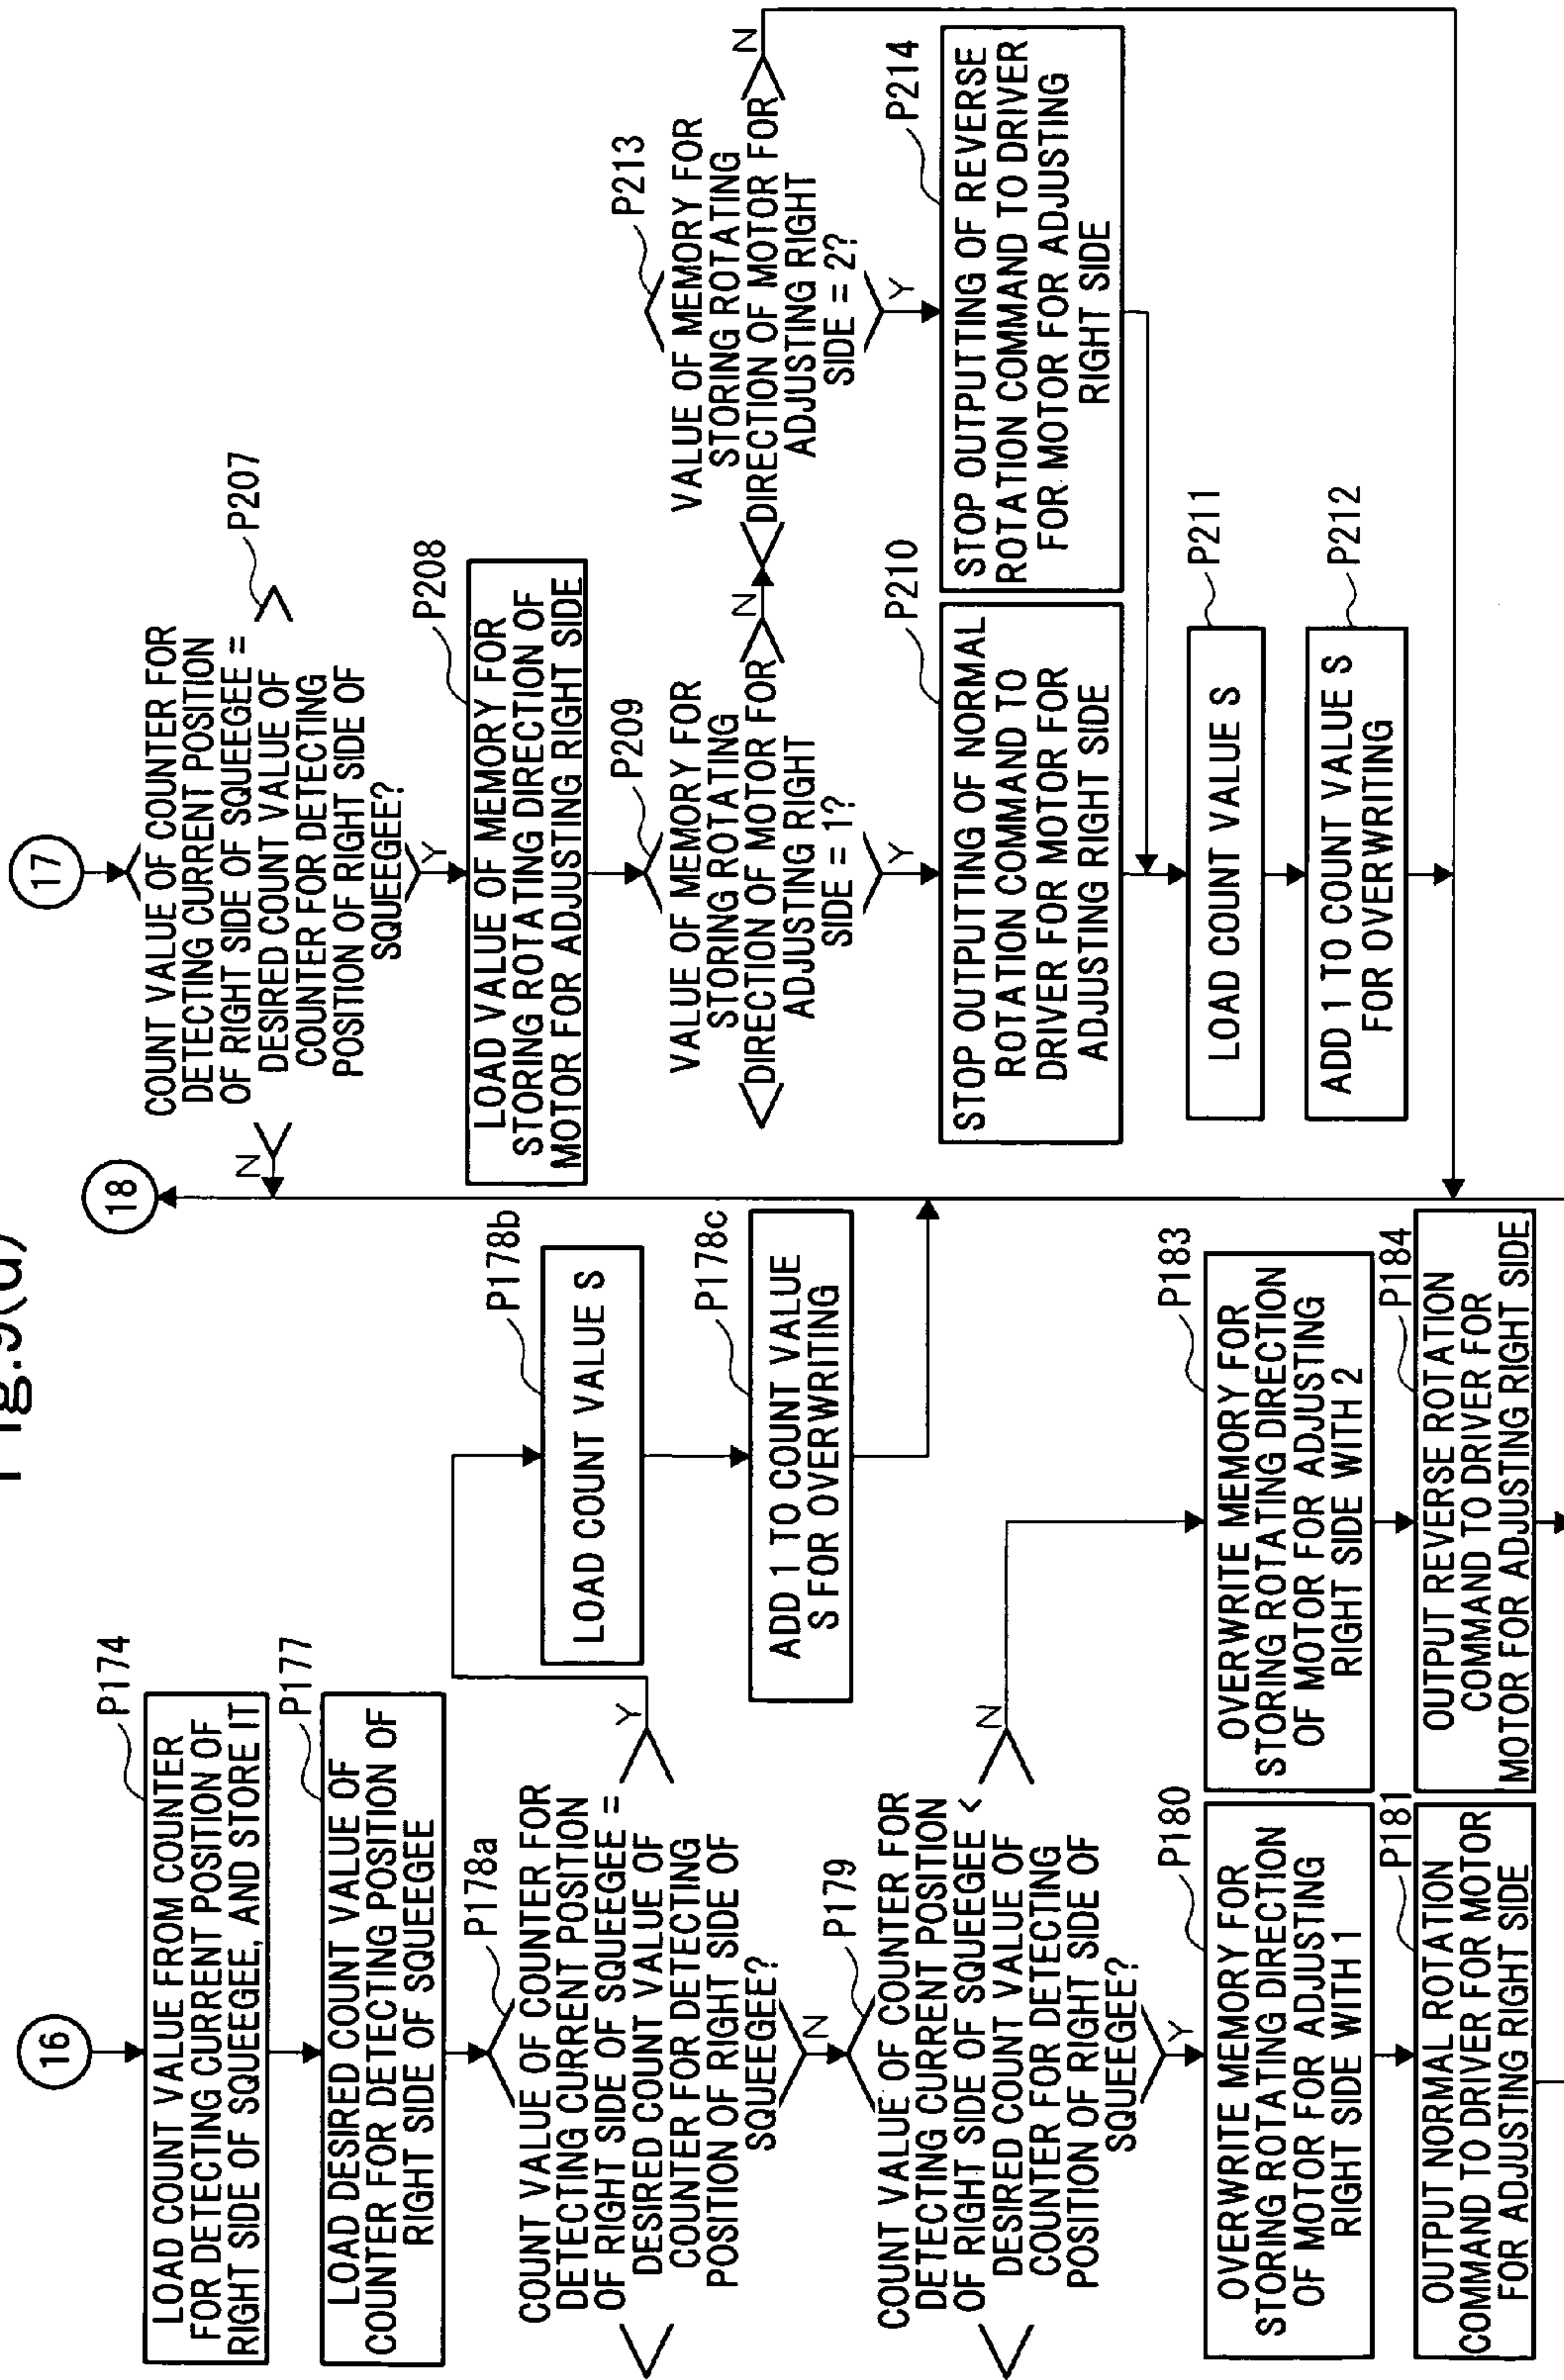 Fig.9(d)
16
P174
LOAD COUNT VALUE FROM COUNTER
FOR DETECTING CURRENT POSITION OF
RIGHT SIDE OF SQUEEGEE, AND STORE IT
P177
LOAD DESIRED COUNT VALUE OF
COUNTER FOR DETECTING POSITION OF
RIGHT SIDE OF SQUEEGEE
P178a
COUNT VALUE OF COUNTER FOR
DETECTING CURRENT POSITION
OF RIGHT SIDE OF SQUEEGEE =
DESIRED COUNT VALUE OF
COUNTER FOR DETECTING
POSITION OF RIGHT SIDE OF
SQUEEGEE?
Y
N
P178b
LOAD COUNT VALUE S
P178c
ADD 1 TO COUNT VALUE
S FOR OVERWRITING
P179
COUNT VALUE OF COUNTER FOR
DETECTING CURRENT POSITION
OF RIGHT SIDE OF SQUEEGEE <
DESIRED COUNT VALUE OF
COUNTER FOR DETECTING
POSITION OF RIGHT SIDE OF
SQUEEGEE?
N
Y
P180
OVERWRITE MEMORY FOR
STORING ROTATING DIRECTION
OF MOTOR FOR ADJUSTING
RIGHT SIDE WITH 1
P181
OUTPUT NORMAL ROTATION
COMMAND TO DRIVER FOR MOTOR
FOR ADJUSTING RIGHT SIDE
P183
OVERWRITE MEMORY FOR
STORING ROTATING DIRECTION
OF MOTOR FOR ADJUSTING
RIGHT SIDE WITH 2
P184
OUTPUT REVERSE ROTATION
COMMAND TO DRIVER FOR
MOTOR FOR ADJUSTING RIGHT SIDE
18
17
P207
COUNT VALUE OF COUNTER FOR
DETECTING CURRENT POSITION
OF RIGHT SIDE OF SQUEEGEE =
DESIRED COUNT VALUE OF
COUNTER FOR DETECTING
POSITION OF RIGHT SIDE OF
SQUEEGEE?
N
Y
P208
LOAD VALUE OF MEMORY FOR
STORING ROTATING DIRECTION OF
MOTOR FOR ADJUSTING RIGHT SIDE
P209
VALUE OF MEMORY FOR
STORING ROTATING
DIRECTION OF MOTOR FOR
ADJUSTING RIGHT
SIDE = 1?
N
Y
P210
STOP OUTPUTTING OF NORMAL
ROTATION COMMAND TO
DRIVER FOR MOTOR FOR
ADJUSTING RIGHT SIDE
P211
LOAD COUNT VALUE S
P212
ADD 1 TO COUNT VALUE S
FOR OVERWRITING
P213
VALUE OF MEMORY FOR
STORING ROTATING
DIRECTION OF MOTOR FOR
ADJUSTING RIGHT
SIDE = 2?
N
Y
P214
STOP OUTPUTTING OF REVERSE
ROTATION COMMAND TO DRIVER
FOR MOTOR FOR ADJUSTING
RIGHT SIDE